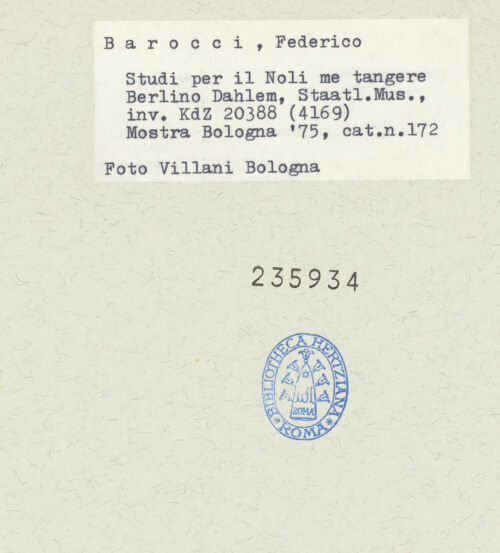 B a r o c c i , Federico
Studi per il Noli me tangere
Berlino Dahlem, Staatl.Mus.,
inv. KdZ 20388 (4169)
Mostra Bologna '75, cat.n.172
Foto Villani Bologna
235934
BIBLIOTHECA HERTZIANA
ROMA
* ROMA *